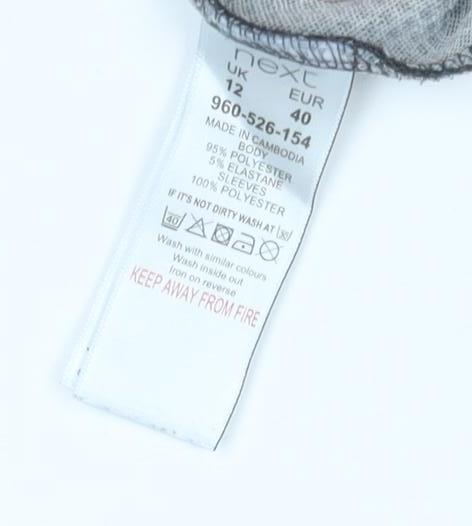 next
UK EUR
12 40
960-526-154
MADE IN CAMBODIA
BODY
95% POLYESTER
5% ELASTANE
SLEEVES
100% POLYESTER
IF IT'S NOT DIRTY WASH AT 30
40
Wash with similar colours
Wash inside out
Iron on reverse
KEEP AWAY FROM FIRE